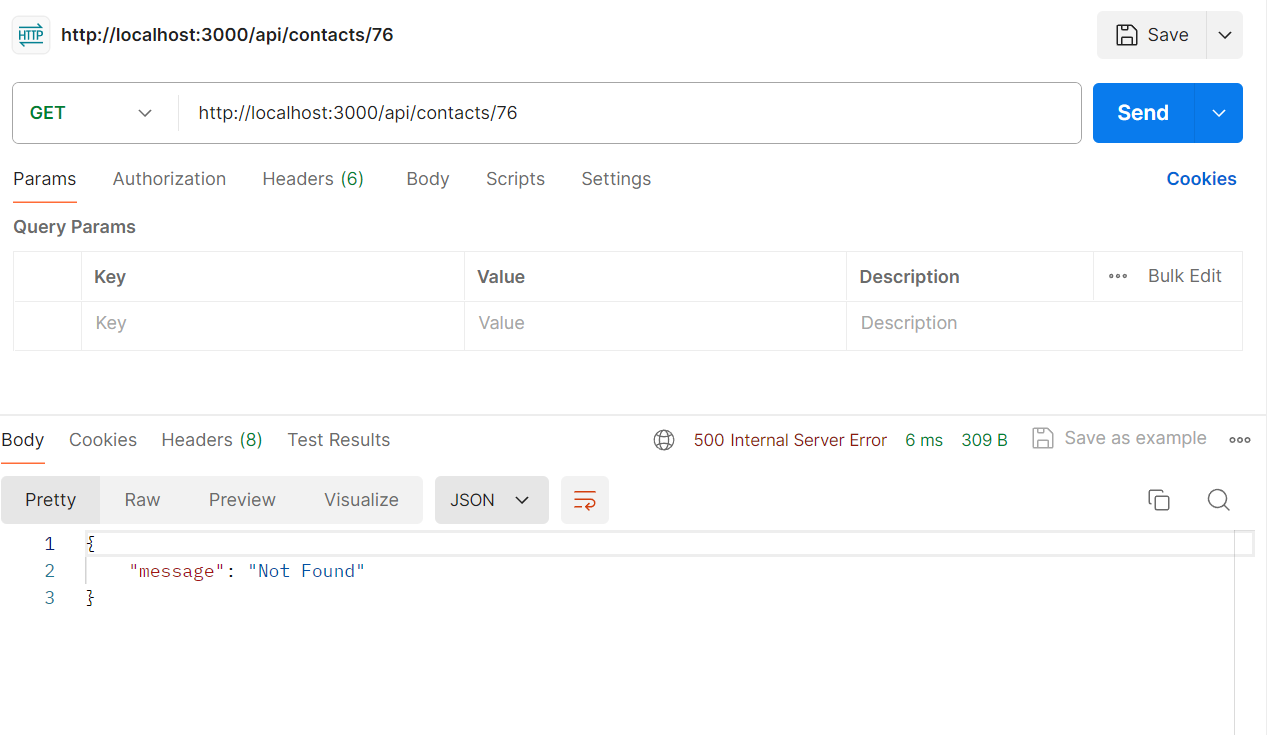 HTTP http://localhost:3000/api/contacts/76 Save
GET http://localhost:3000/api/contacts/76 Send
Params Authorization Headers (6) Body Scripts Settings Cookies
Query Params
Key Value Description Bulk Edit
Key Value Description
Body Cookies Headers (8) Test Results 500 Internal Server Error 6 ms 309 B Save as example
Pretty Raw Preview Visualize JSON
1 {
2 "message": "Not Found"
3 }